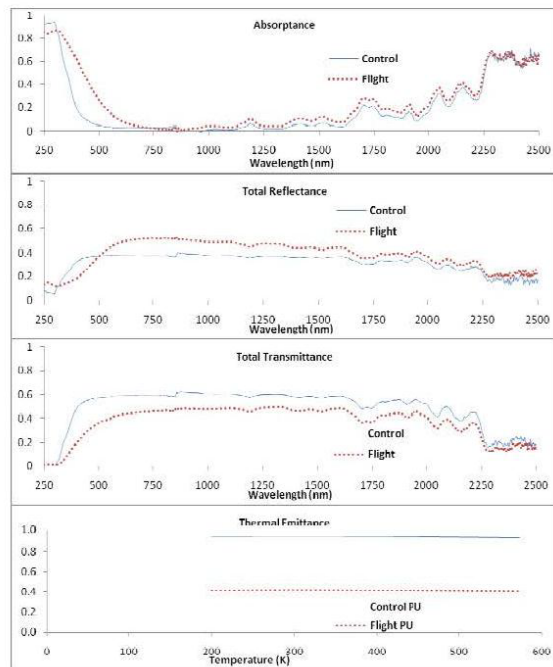 Absorptance
1
0.8
0.6
0.4
0.2
0
Control
Flight
250 500 750 1000 1250 1500 1750 2000 2250 2500
Wavelength (nm)
Total Reflectance
1
0.8
0.6
0.4
0.2
0
Control
Flight
250 500 750 1000 1250 1500 1750 2000 2250 2500
Wavelength (nm)
Total Transmittance
1
0.8
0.6
0.4
0.2
0
Control
Flight
250 500 750 1000 1250 1500 1750 2000 2250 2500
Wavelength (nm)
Thermal Emittance
1.0
0.8
0.6
0.4
0.2
0.0
Control PU
Flight PU
0 100 200 300 400 500 600
Temperature (K)